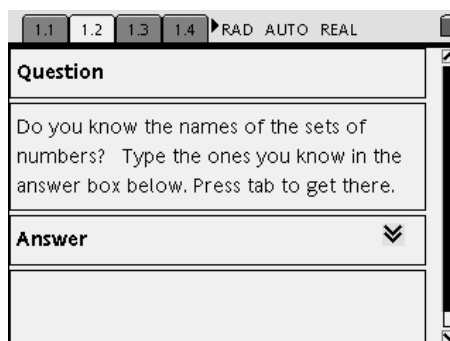 1.1 1.2 1.3 1.4 RAD AUTO REAL
Question
Do you know the names of the sets of
numbers? Type the ones you know in the
answer box below. Press tab to get there.
Answer